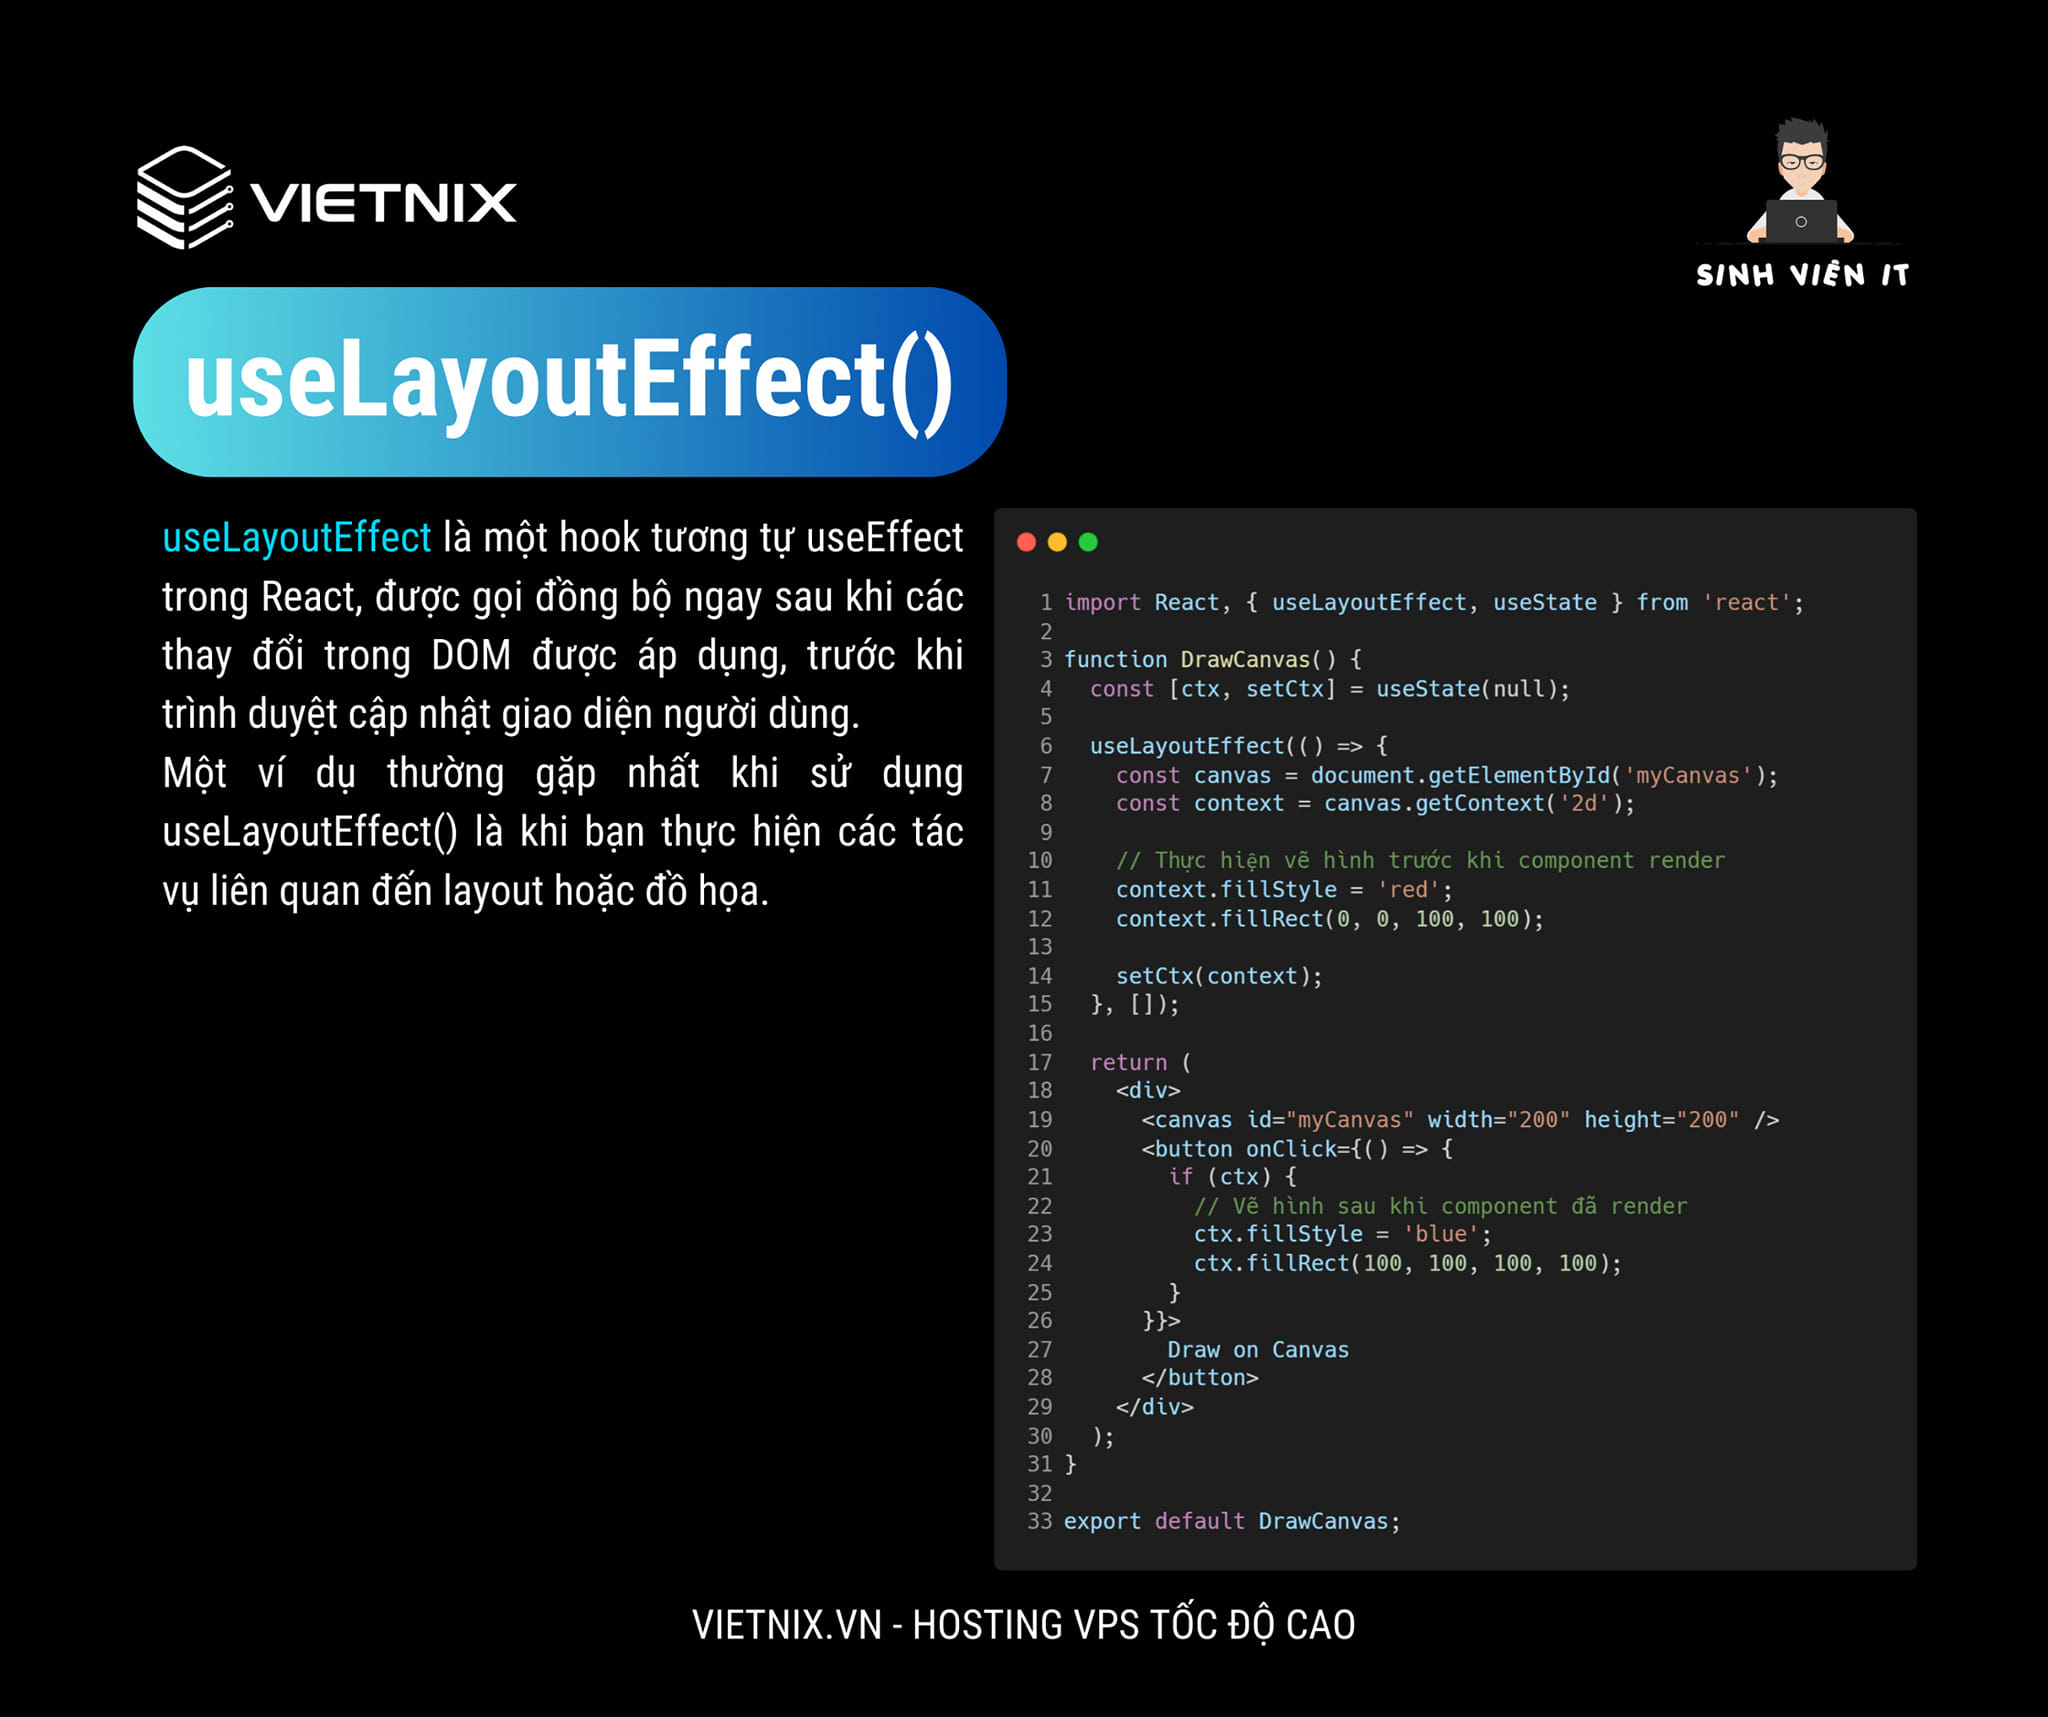 VIETNIX
SINH VIÊN IT
useLayoutEffect()
useLayoutEffect là một hook tương tự useEffect
trong React, được gọi đồng bộ ngay sau khi các
thay đổi trong DOM được áp dụng, trước khi
trình duyệt cập nhật giao diện người dùng.
Một ví dụ thường gặp nhất khi sử dụng
useLayoutEffect() là khi bạn thực hiện các tác
vụ liên quan đến layout hoặc đồ họa.
1 import React, { useLayoutEffect, useState } from 'react';
2
3 function DrawCanvas() {
4   const [ctx, setCtx] = useState(null);
5
6   useLayoutEffect(() => {
7     const canvas = document.getElementById('myCanvas');
8     const context = canvas.getContext('2d');
9
10     // Thực hiện vẽ hình trước khi component render
11     context.fillStyle = 'red';
12     context.fillRect(0, 0, 100, 100);
13
14     setCtx(context);
15   }, []);
16
17   return (
18     <div>
19       <canvas id="myCanvas" width="200" height="200" />
20       <button onClick={() => {
21         if (ctx) {
22           // Vẽ hình sau khi component đã render
23           ctx.fillStyle = 'blue';
24           ctx.fillRect(100, 100, 100, 100);
25         }
26       }}>
27         Draw on Canvas
28       </button>
29     </div>
30   );
31 }
32
33 export default DrawCanvas;
VIETNIX.VN - HOSTING VPS TỐC ĐỘ CAO